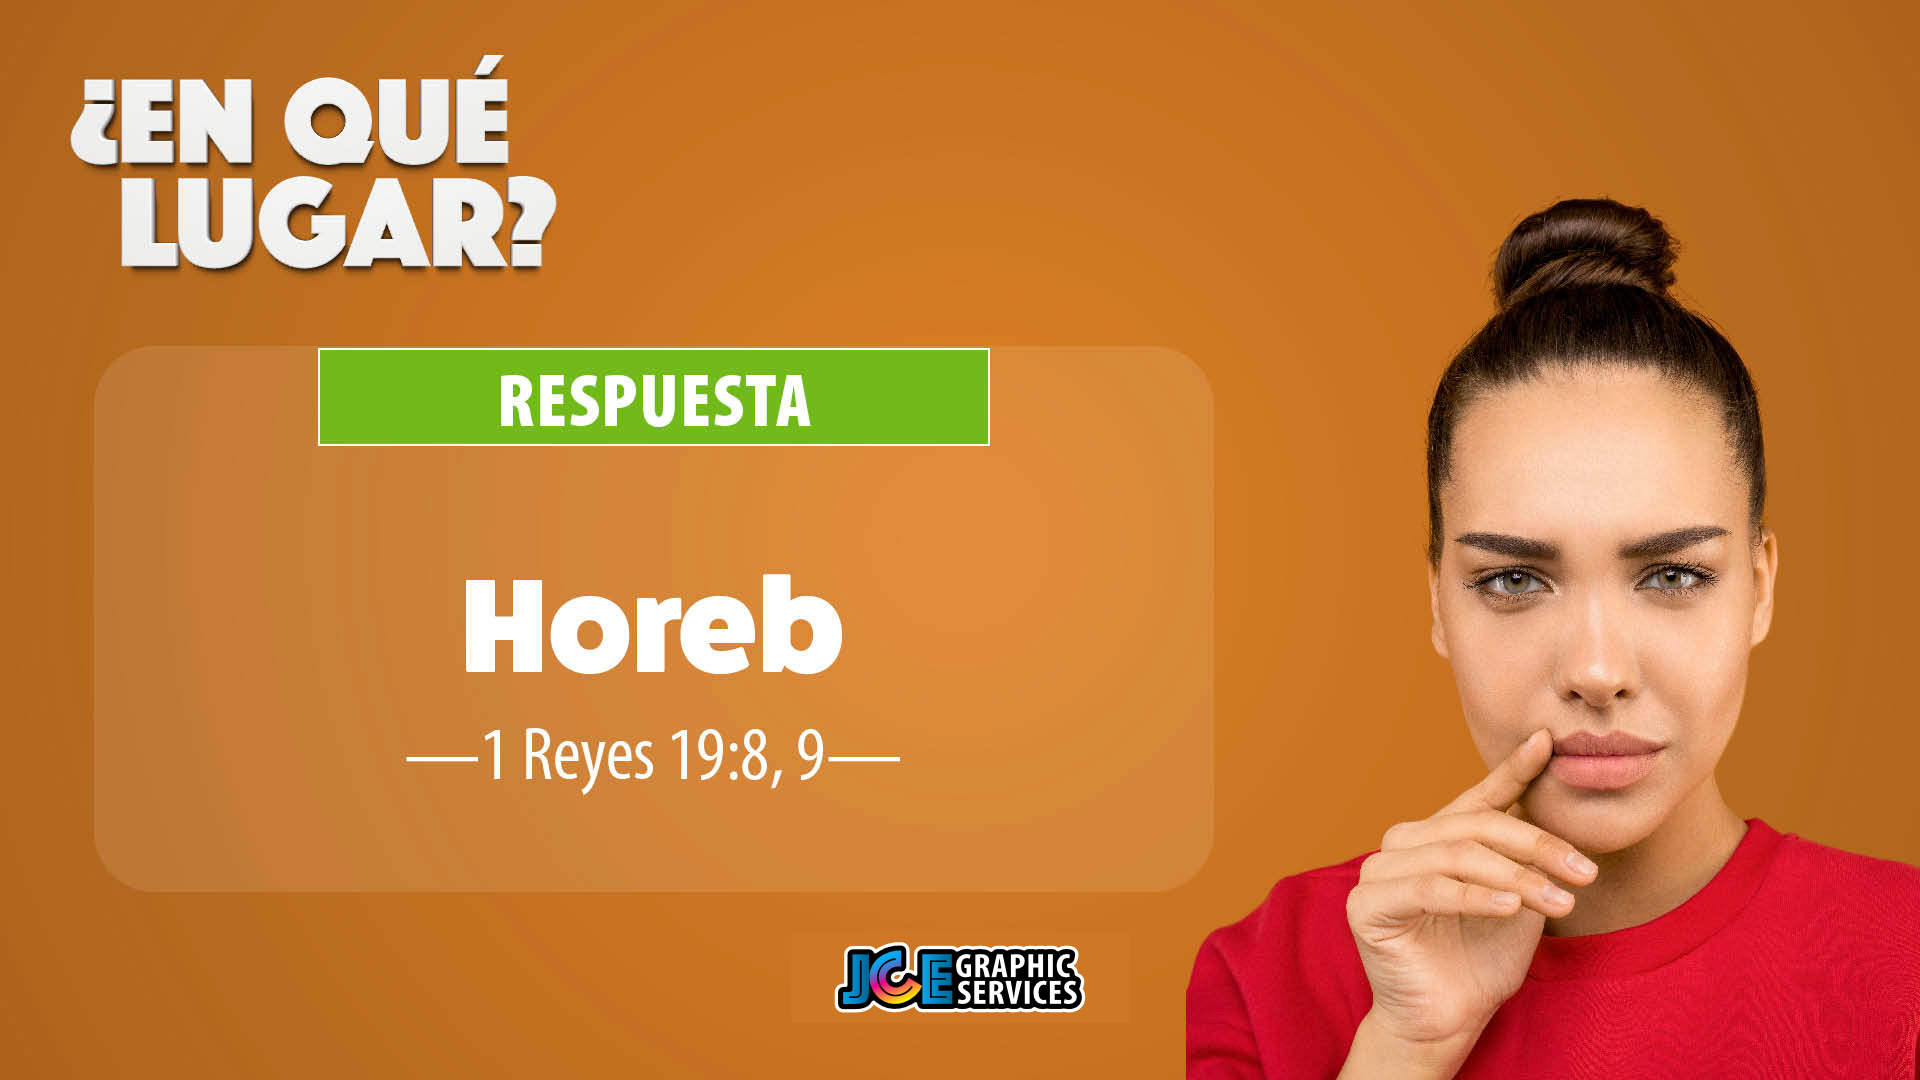 ¿EN QUÉ
LUGAR?
RESPUESTA
Horeb
—1 Reyes 19:8, 9—
JCE GRAPHIC
SERVICES